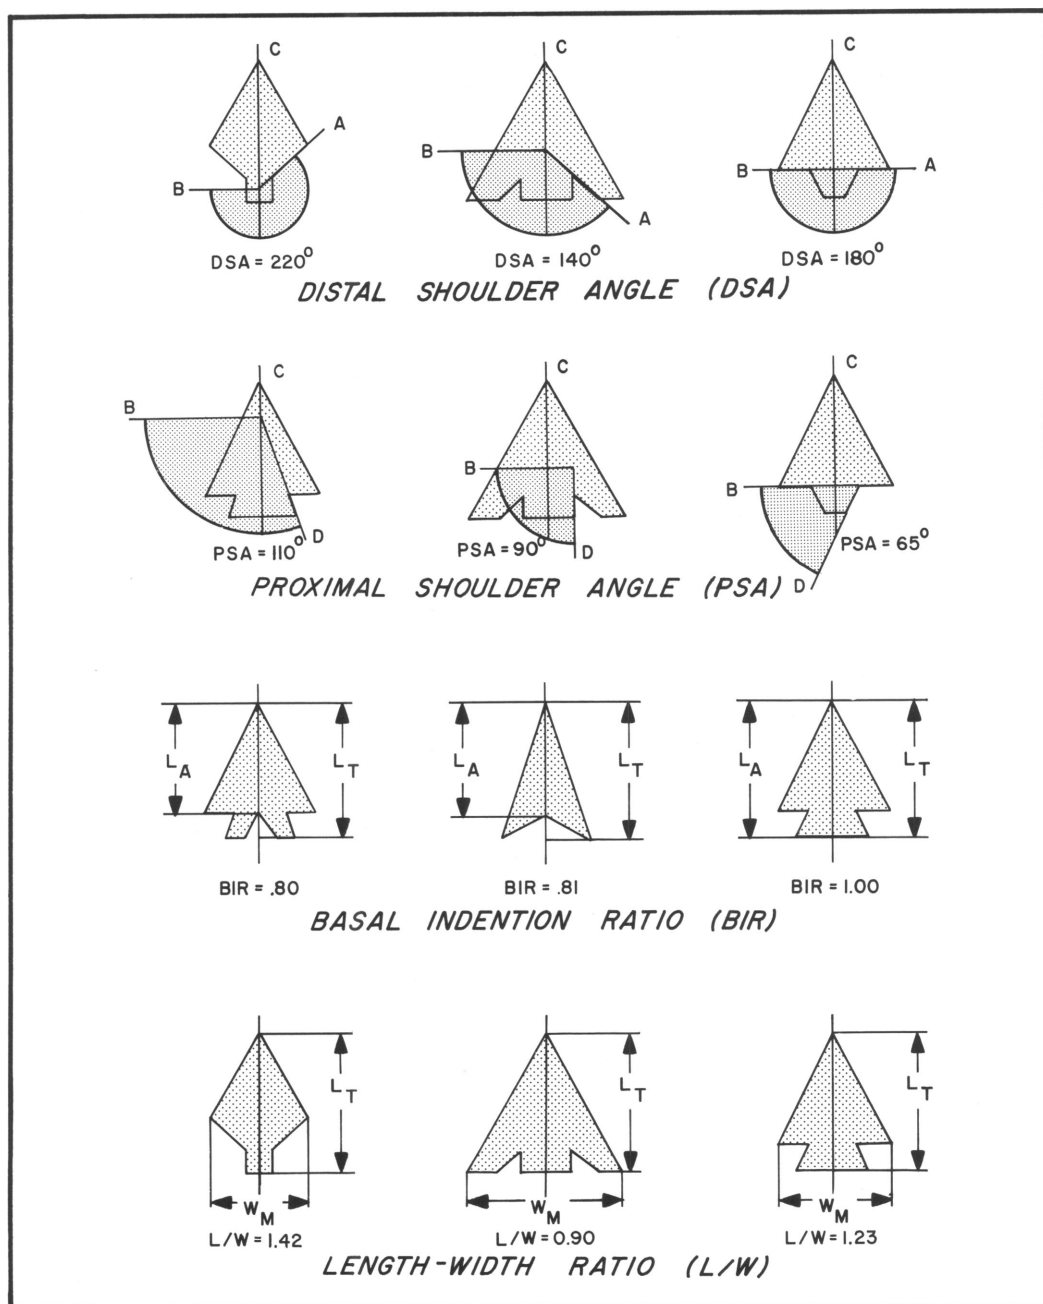 C
A
B
DSA = 220°
C
B
A
DSA = 140°
C
B
A
DSA = 180°
DISTAL SHOULDER ANGLE (DSA)
C
B
D
PSA = 110°
C
B
D
PSA = 90°
C
B
D
PSA = 65°
PROXIMAL SHOULDER ANGLE (PSA)
LA
LT
BIR = .80
LA
LT
BIR = .81
LA
LT
BIR = 1.00
BASAL INDENTION RATIO (BIR)
LT
WM
L/W = 1.42
LT
WM
L/W = 0.90
LT
WM
L/W = 1.23
LENGTH-WIDTH RATIO (L/W)